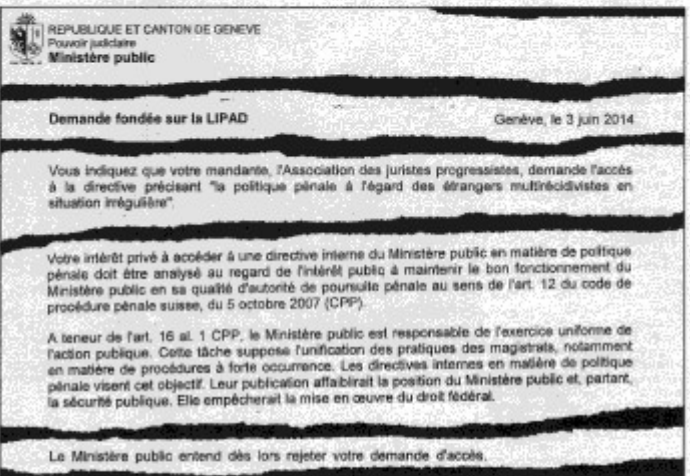 REPUBLIQUE ET CANTON DE GENEVE
Pouvoir judiciaire
Ministère public
Demande fondée sur la LIPAD
Genève, le 3 juin 2014
Vous indiquez que votre mandante, l'Association des juristes progressistes, demande l'accès
à la directive précisant "la politique pénale à l'égard des étrangers multirécidivistes en
situation irrégulière".
Votre intérêt privé à accéder à une directive interne du Ministère public en matière de politique
pénale doit être analysé au regard de l'intérêt public à maintenir le bon fonctionnement du
Ministère public en sa qualité d'autorité de poursuite pénale au sens de l'art. 12 du code de
procédure pénale suisse, du 5 octobre 2007 (CPP).
A teneur de l'art. 16 al. 1 CPP, le Ministère public est responsable de l'exercice uniforme de
l'action publique. Cette tâche suppose l'unification des pratiques des magistrats, notamment
en matière de procédures à forte occurrence. Les directives internes en matière de politique
pénale visent cet objectif. Leur publication affaiblirait la position du Ministère public et, partant,
la sécurité publique. Elle empêcherait la mise en œuvre du droit fédéral.
Le Ministère public entend dès lors rejeter votre demande d'accès.